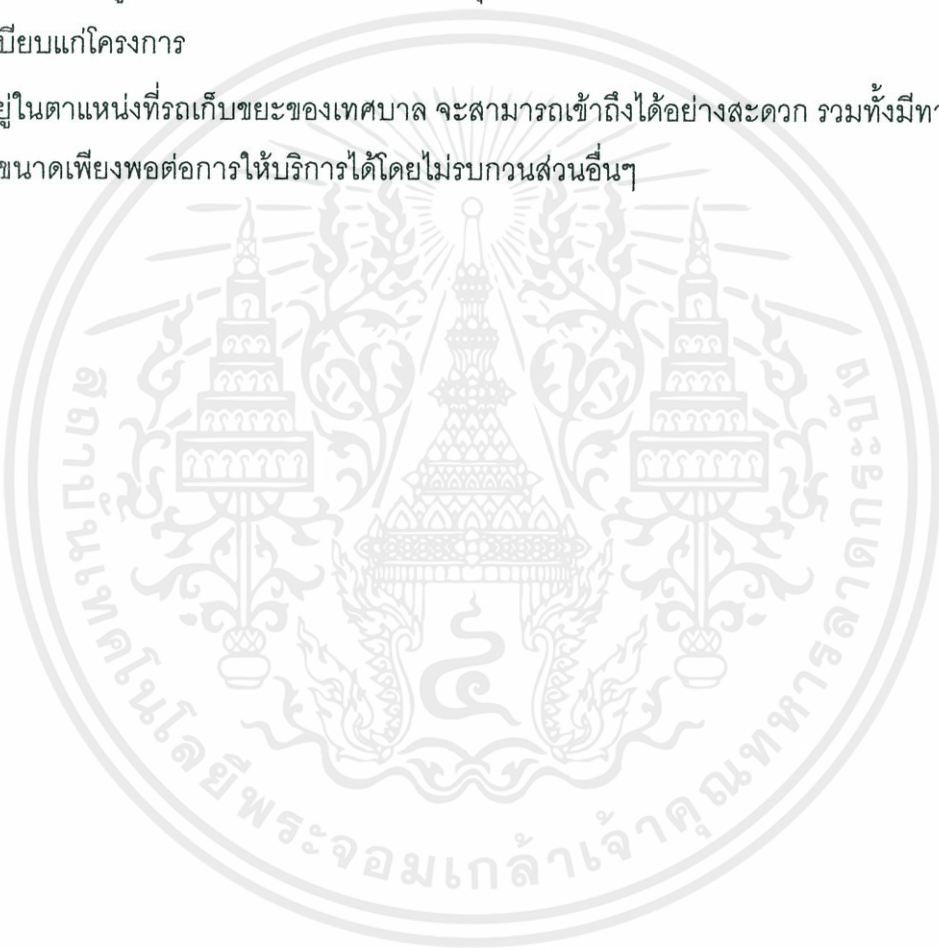 บียบแก่โครงการ
ยู่ในตาแหน่งที่รถเก็บขยะของเทศบาล จะสามารถเข้าถึงได้อย่างสะดวก รวมทั้งมีทา
ขนาดเพียงพอต่อการให้บริการได้โดยไม่รบกวนส่วนอื่นๆ
สถาบันเทคโนโลยีพระจอมเกล้าเจ้าคุณทหารลาดกระบัง
๔